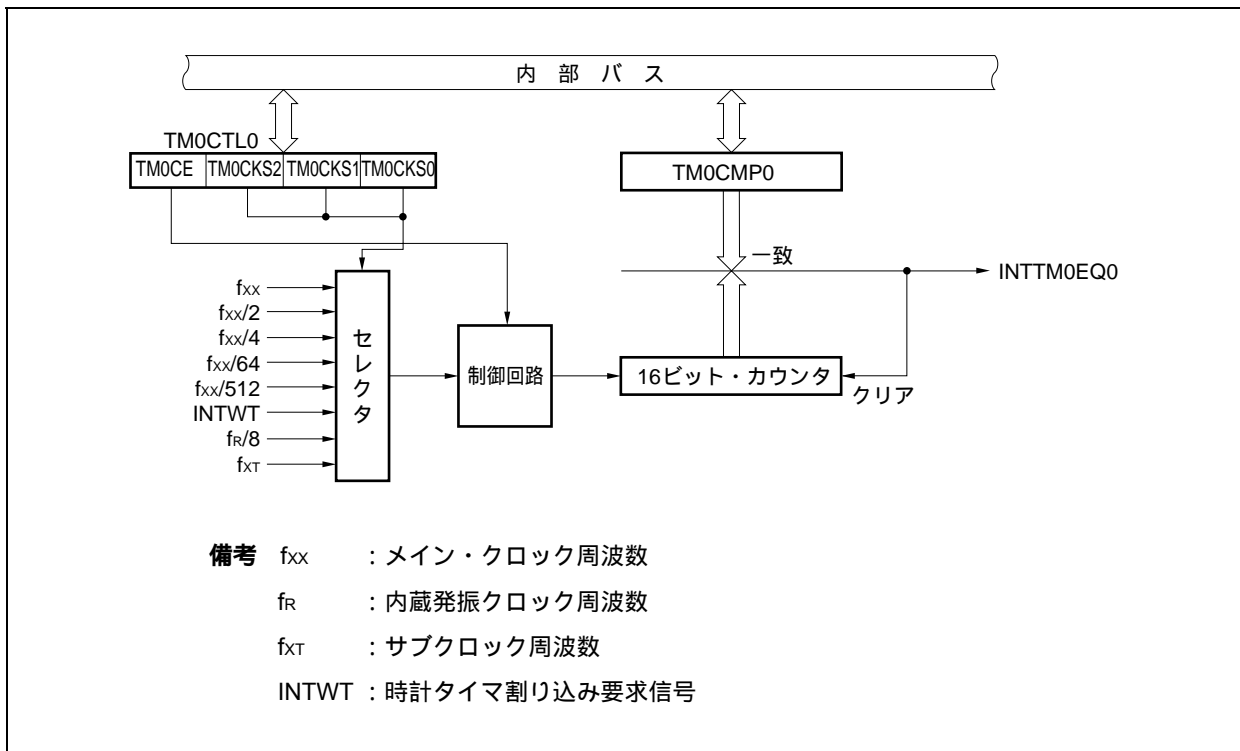 内 部 バ ス
TM0CTL0
TM0CE TM0CKS2 TM0CKS1 TM0CKS0
TM0CMP0
一致
INTTM0EQ0
fXX
fXX/2
fXX/4
fXX/64
fXX/512
INTWT
fR/8
fXT
セレクタ
制御回路
16ビット・カウンタ
クリア
備考 fXX :メイン・クロック周波数
fR :内蔵発振クロック周波数
fXT :サブクロック周波数
INTWT :時計タイマ割り込み要求信号